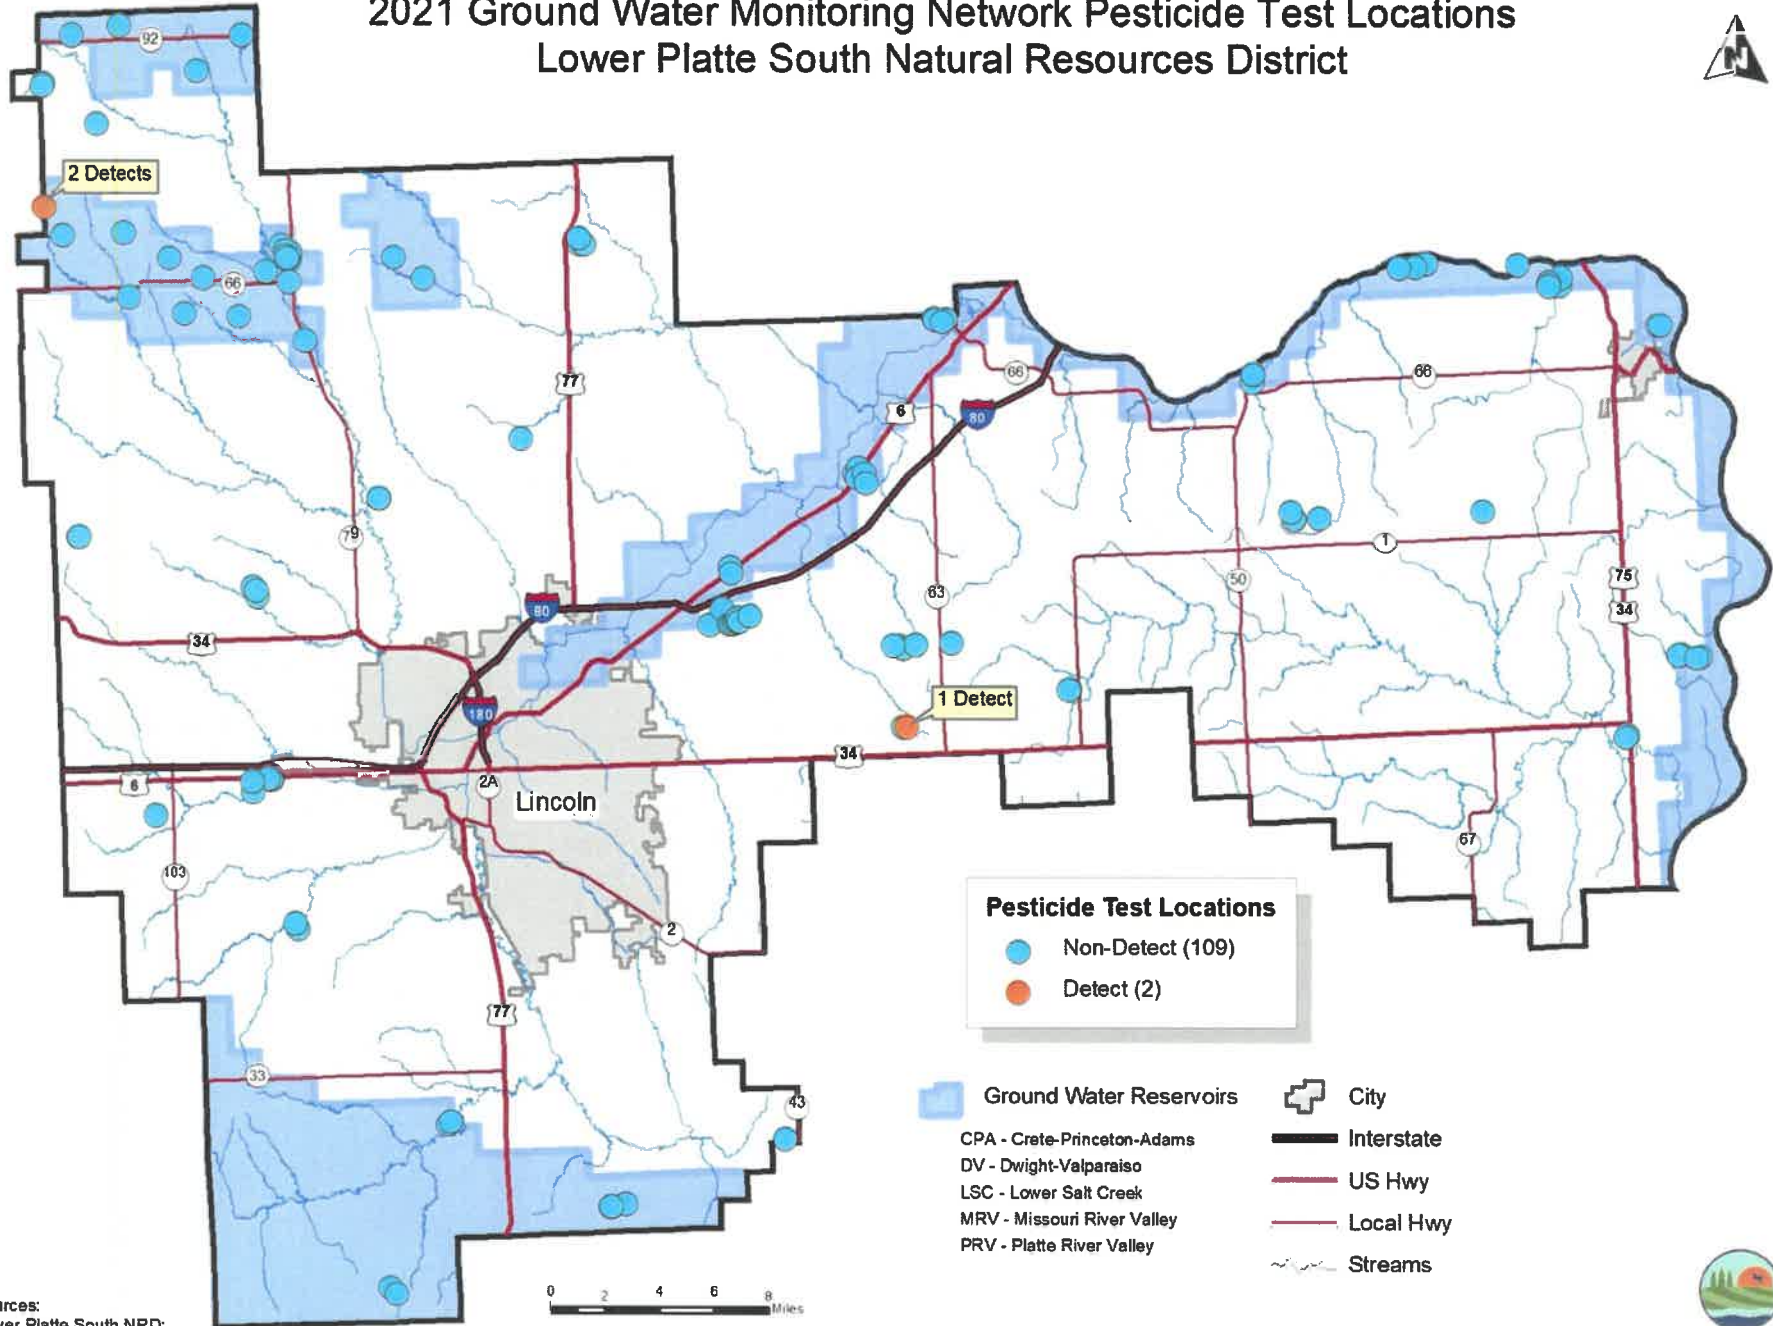 2021 Ground Water Monitoring Network Pesticide Test Locations
Lower Platte South Natural Resources District
N
92
2 Detects
66
77
6
66
80
66
79
1
50
63
75
34
80
34
180
1 Detect
34
6
2A
Lincoln
103
67
2
77
33
43
Pesticide Test Locations
Non-Detect (109)
Detect (2)
Ground Water Reservoirs
CPA - Crete-Princeton-Adams
DV - Dwight-Valparaiso
LSC - Lower Salt Creek
MRV - Missouri River Valley
PRV - Platte River Valley
City
Interstate
US Hwy
Local Hwy
Streams
0 2 4 6 8
Miles
Platte South NRD: